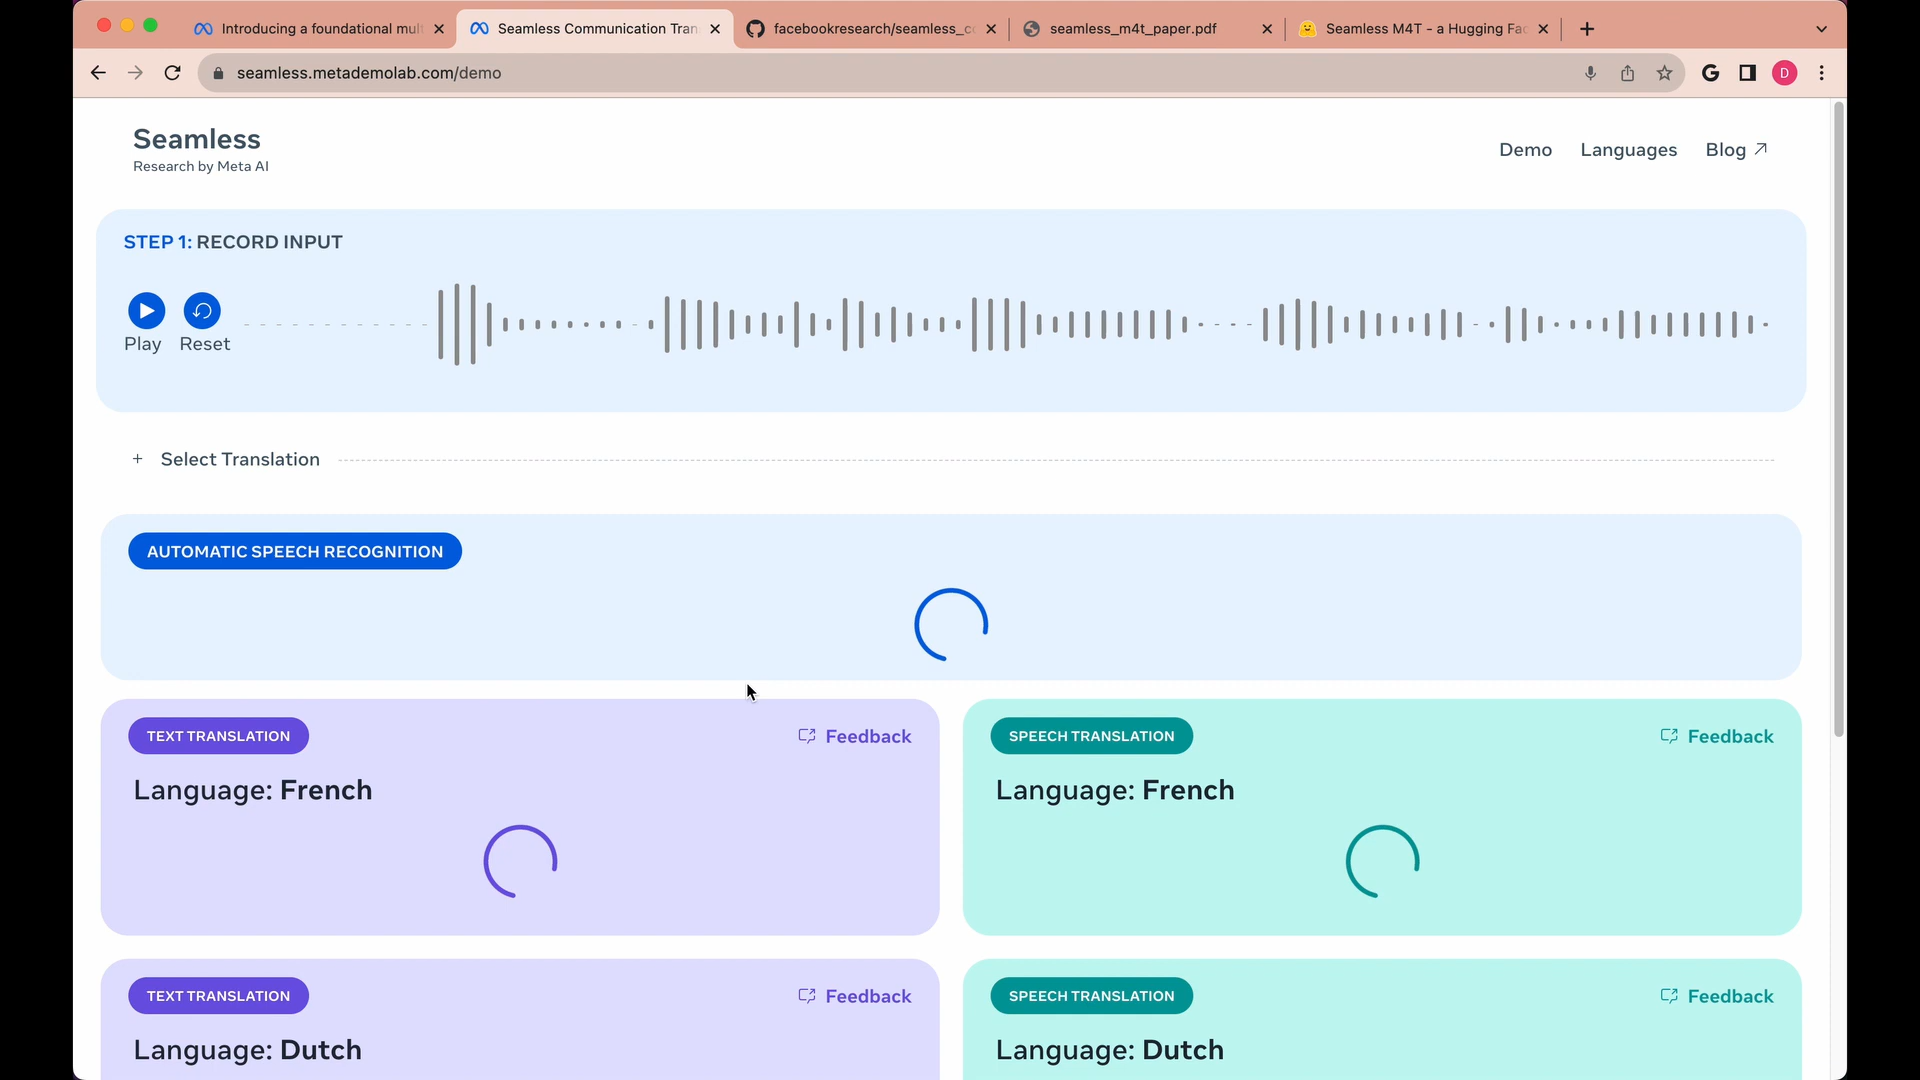 Introducing a foundational mul
Seamless Communication Tran
facebookresearch/seamless_c
seamless_m4t_paper.pdf
Seamless M4T - a Hugging Fac
seamless.metademolab.com/demo
D
Seamless
Research by Meta AI
Demo
Languages
Blog
STEP 1: RECORD INPUT
Play
Reset
+ Select Translation
AUTOMATIC SPEECH RECOGNITION
TEXT TRANSLATION
Feedback
Language: French
SPEECH TRANSLATION
Feedback
Language: French
TEXT TRANSLATION
Feedback
Language: Dutch
SPEECH TRANSLATION
Feedback
Language: Dutch